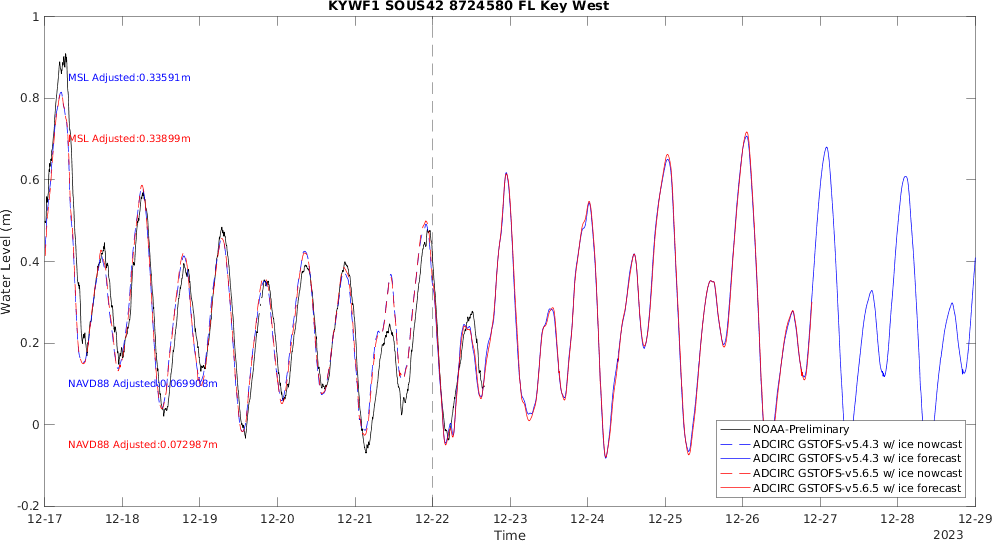 KYWF1 SOUS42 8724580 FL Key West
1
0.8
0.6
0.4
0.2
0
-0.2
Water Level (m)
MSL Adjusted:0.33591m
MSL Adjusted:0.33899m
NAVD88 Adjusted:0.069908m
NAVD88 Adjusted:0.072987m
NOAA-Preliminary
ADCIRC GSTOFS-v5.4.3 w/ ice nowcast
ADCIRC GSTOFS-v5.4.3 w/ ice forecast
ADCIRC GSTOFS-v5.6.5 w/ ice nowcast
ADCIRC GSTOFS-v5.6.5 w/ ice forecast
12-17 12-18 12-19 12-20 12-21 12-22 12-23 12-24 12-25 12-26 12-27 12-28 12-29
Time
2023